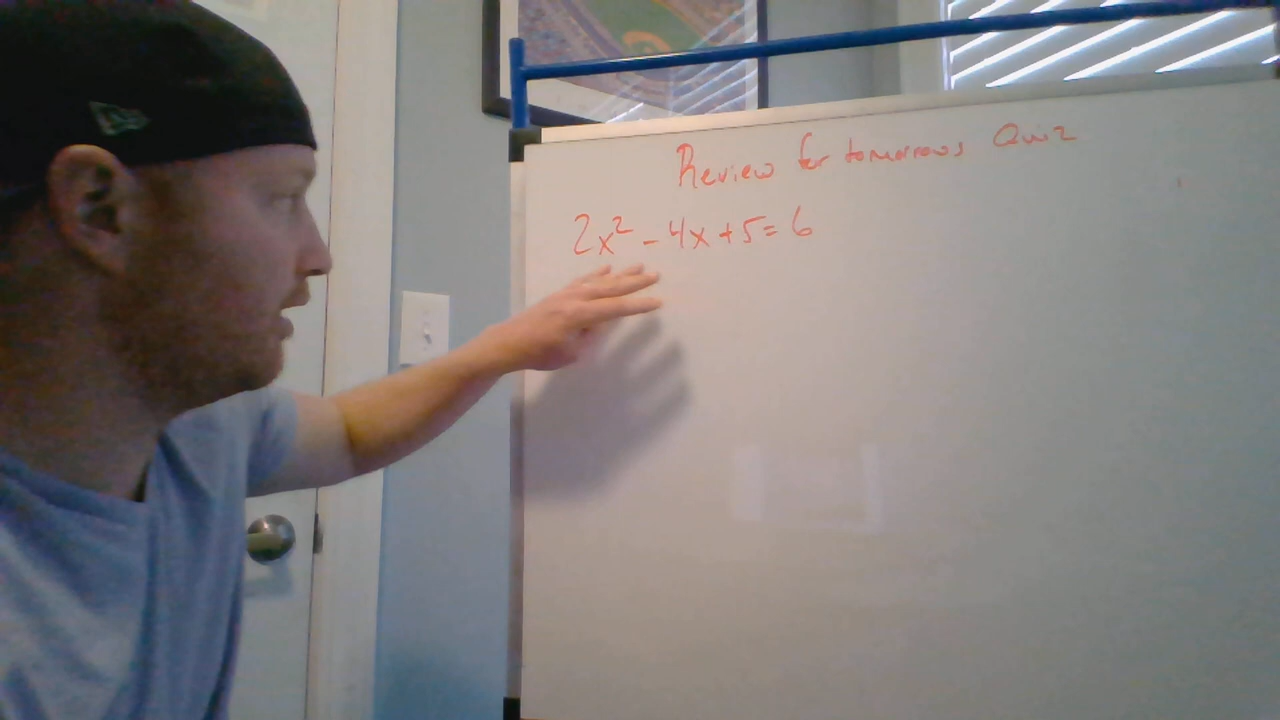 Review for tomorrows Quiz
2x² - 4x + 5 = 6